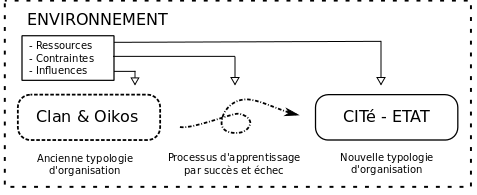 ENVIRONNEMENT
- Ressources
- Contraintes
- Influences
Clan & Oikos
CITé - ETAT
Ancienne typologie
d'organisation
Processus d'apprentissage
par succès et échec
Nouvelle typologie
d'organisation